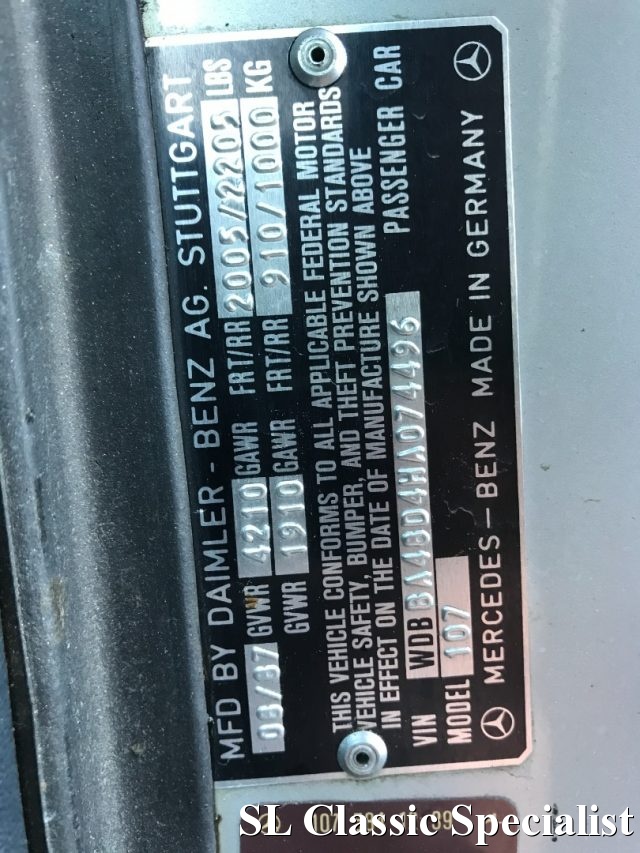 MFD BY DAIMLER - BENZ AG. STUTTGART
GVWR 4210 GAWR FRT/RR 2005/2205 LBS
GVWR 1910 GAWR FRT/RR 910/1000 KG
THIS VEHICLE CONFORMS TO ALL APPLICABLE FEDERAL MOTOR
VEHICLE SAFETY, BUMPER, AND THEFT PREVENTION STANDARDS
IN EFFECT ON THE DATE OF MANUFACTURE SHOWN ABOVE
VIN WDB BA48D4HA074496 PASSENGER CAR
MODEL 107
MERCEDES – BENZ MADE IN GERMANY
107
SL Classic Specialist